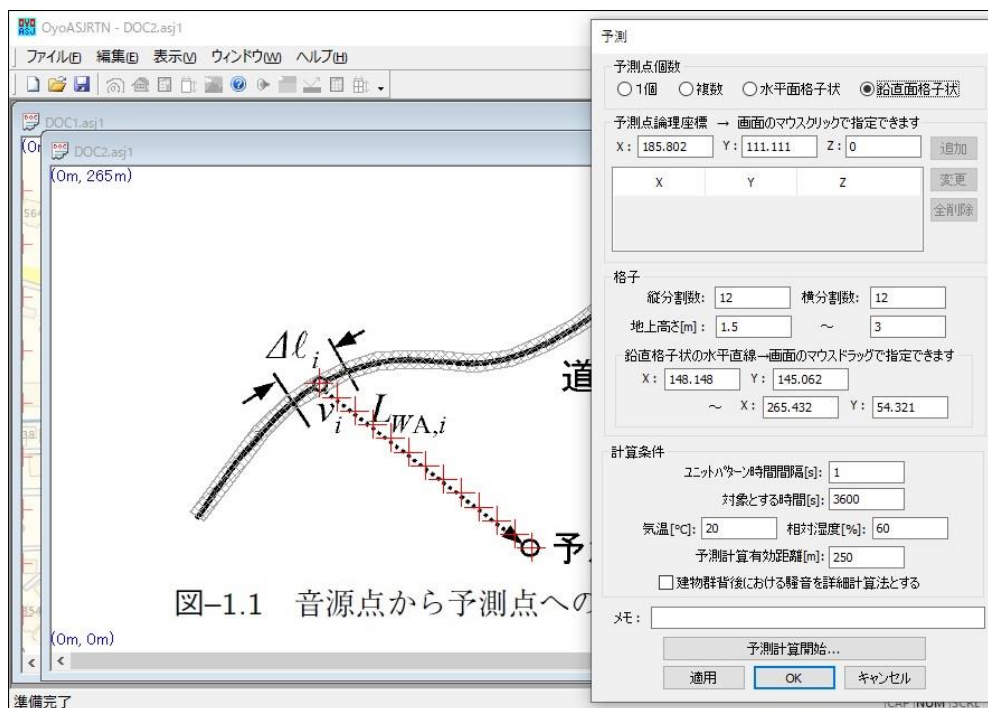 OyoASJRTN - DOC2.asj1
ファイル(F) 編集(E) 表示(V) ウィンドウ(W) ヘルプ(H)
DOC1.asj1
DOC2.asj1
(0m, 265m)
Δℓi
νi
LWA,i
道
予
図–1.1 音源点から予測点への
(0m, 0m)
準備完了
予測
予測点個数
1個 複数 水平面格子状 鉛直面格子状
予測点論理座標 → 画面のマウスクリックで指定できます
X: 185.802 Y: 111.111 Z: 0 追加
X Y Z 変更
全削除
格子
縦分割数: 12 横分割数: 12
地上高さ[m]: 1.5 ~ 3
鉛直格子状の水平直線→画面のマウスドラッグで指定できます
X: 148.148 Y: 145.062
~ X: 265.432 Y: 54.321
計算条件
ユニットパターン時間間隔[s]: 1
対象とする時間[s]: 3600
気温[℃]: 20 相対湿度[%]: 60
予測計算有効距離[m]: 250
建物群背後における騒音を詳細計算法とする
メモ:
予測計算開始...
適用 OK キャンセル
CAP NUM SCRL